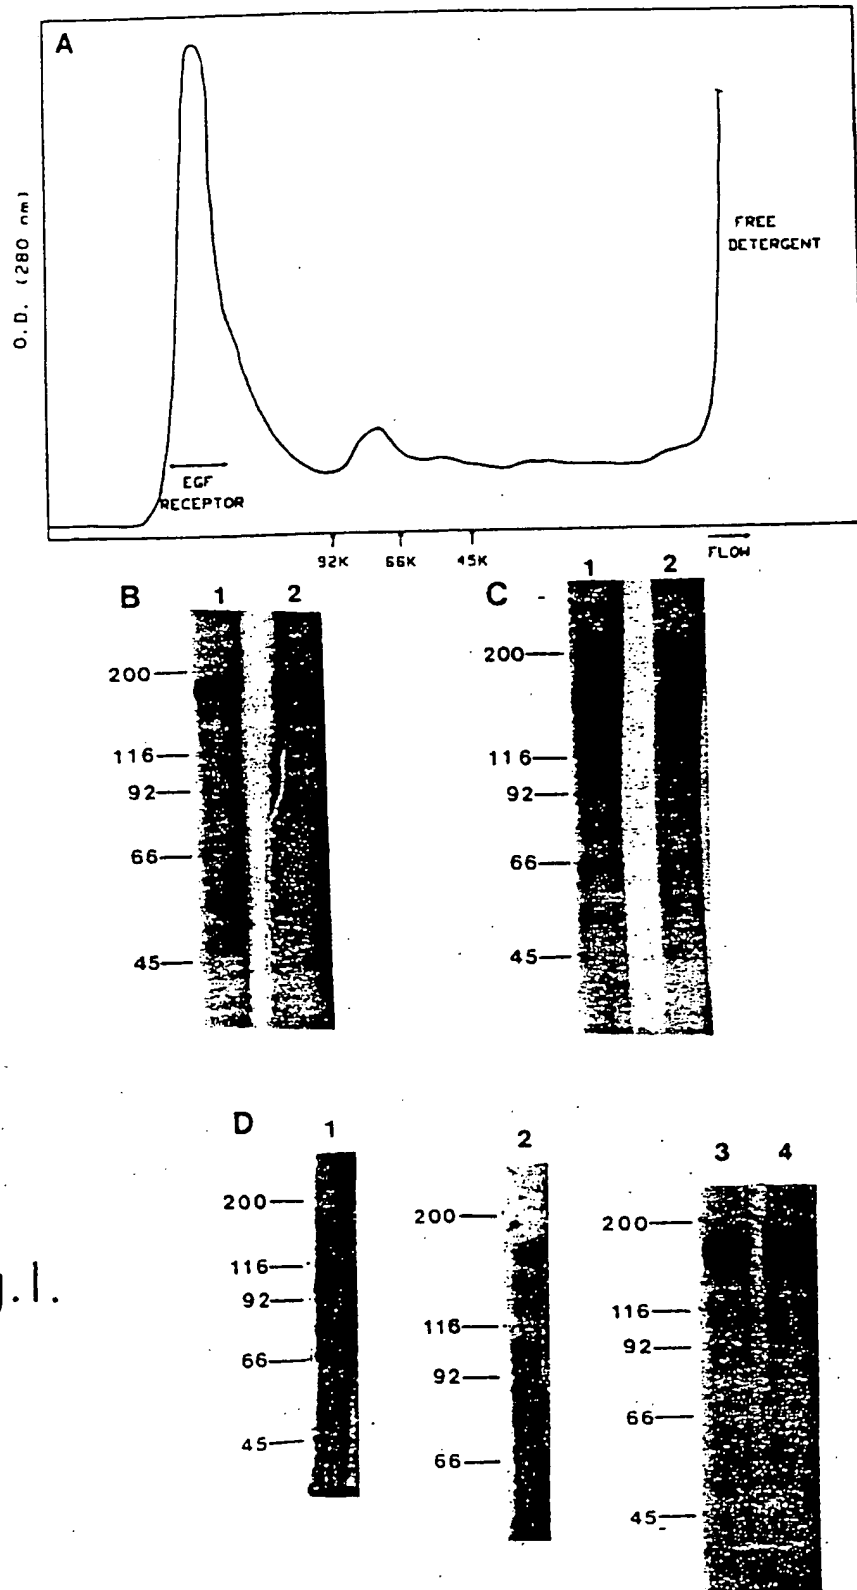 A
O.D. (280 nm)
FREE
DETERGENT
EGF
RECEPTOR
92K 66K 45K
FLOW
B 1 2
200
116
92
66
45
C 1 2
200
116
92
66
45
D 1
200
116
92
66
45
2
200
116
92
66
3 4
200
116
92
66
45
g.1.